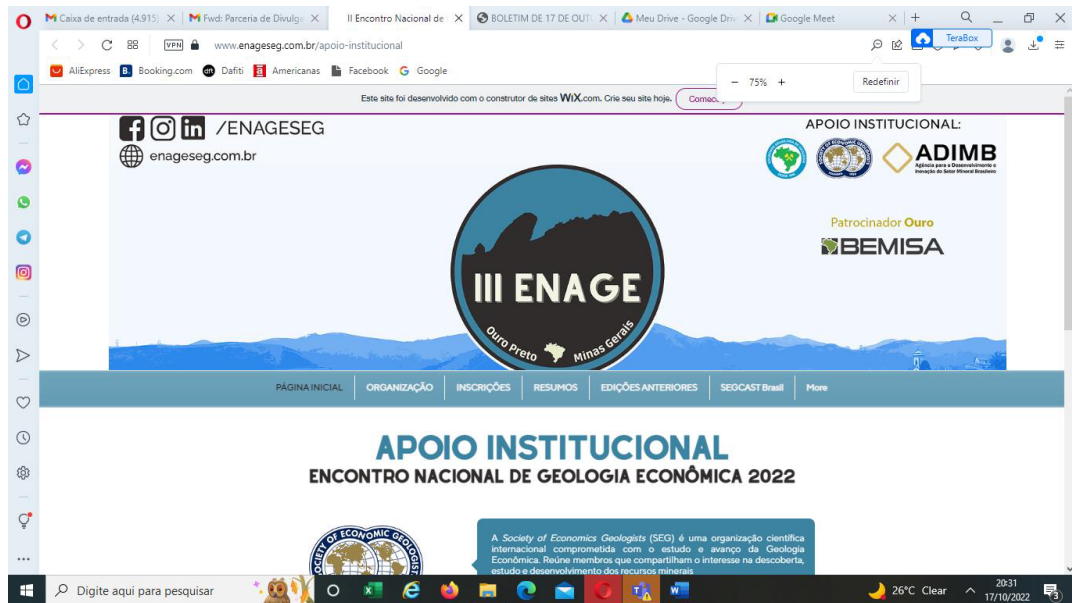 Caixa de entrada (4.915)
Fwd: Parceria de Divulga
II Encontro Nacional de
BOLETIM DE 17 DE OUT
Meu Drive - Google Driv
Google Meet
VPN
www.enageseg.com.br/apoio-institucional
TeraBox
AliExpress
Booking.com
Dafiti
Americanas
Facebook
Google
- 75% +
Redefinir
Este site foi desenvolvido com o construtor de sites WiX.com. Crie seu site hoje.
Começ
/ENAGESEG
enageseg.com.br
APOIO INSTITUCIONAL:
ADIMB
Agência para o Desenvolvimento e
Inovação do Setor Mineral Brasileiro
Patrocinador Ouro
BEMISA
III ENAGE
Ouro Preto Minas Gerais
PÁGINA INICIAL
ORGANIZAÇÃO
INSCRIÇÕES
RESUMOS
EDIÇÕES ANTERIORES
SEGCAST Brasil
More
APOIO INSTITUCIONAL
ENCONTRO NACIONAL DE GEOLOGIA ECONÔMICA 2022
SOCIETY OF ECONOMIC GEOLOGIS
A Society of Economics Geologists (SEG) é uma organização científica
internacional comprometida com o estudo e avanço da Geologia
Econômica. Reúne membros que compartilham o interesse na descoberta,
estudo e desenvolvimento dos recursos minerais
Digite aqui para pesquisar
26°C Clear
20:31
17/10/2022